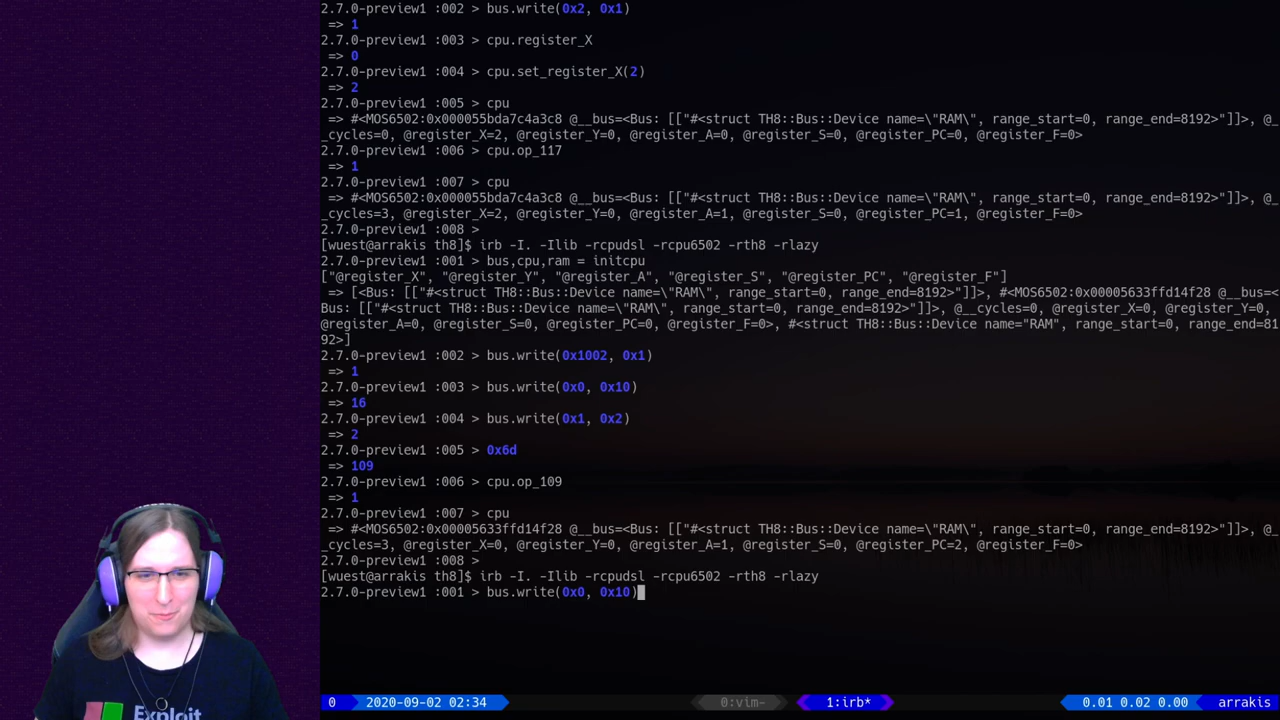 2.7.0-preview1 :002 > bus.write(0x2, 0x1)
 => 1
2.7.0-preview1 :003 > cpu.register_X
 => 0
2.7.0-preview1 :004 > cpu.set_register_X(2)
 => 2
2.7.0-preview1 :005 > cpu
 => #<MOS6502:0x000055bda7c4a3c8 @__bus=<Bus: [["#<struct TH8::Bus::Device name=\"RAM\", range_start=0, range_end=8192>"]]>, @_
_cycles=0, @register_X=2, @register_Y=0, @register_A=0, @register_S=0, @register_PC=0, @register_F=0>
2.7.0-preview1 :006 > cpu.op_117
 => 1
2.7.0-preview1 :007 > cpu
 => #<MOS6502:0x000055bda7c4a3c8 @__bus=<Bus: [["#<struct TH8::Bus::Device name=\"RAM\", range_start=0, range_end=8192>"]]>, @_
_cycles=3, @register_X=2, @register_Y=0, @register_A=1, @register_S=0, @register_PC=1, @register_F=0>
2.7.0-preview1 :008 >
[wuest@arrakis th8]$ irb -I. -Ilib -rcpudsl -rcpu6502 -rth8 -rlazy
2.7.0-preview1 :001 > bus,cpu,ram = initcpu
["@register_X", "@register_Y", "@register_A", "@register_S", "@register_PC", "@register_F"]
 => [<Bus: [["#<struct TH8::Bus::Device name=\"RAM\", range_start=0, range_end=8192>"]]>, #<MOS6502:0x00005633ffd14f28 @__bus=<
Bus: [["#<struct TH8::Bus::Device name=\"RAM\", range_start=0, range_end=8192>"]]>, @__cycles=0, @register_X=0, @register_Y=0,
@register_A=0, @register_S=0, @register_PC=0, @register_F=0>, #<struct TH8::Bus::Device name="RAM", range_start=0, range_end=81
92>]
2.7.0-preview1 :002 > bus.write(0x1002, 0x1)
 => 1
2.7.0-preview1 :003 > bus.write(0x0, 0x10)
 => 16
2.7.0-preview1 :004 > bus.write(0x1, 0x2)
 => 2
2.7.0-preview1 :005 > 0x6d
 => 109
2.7.0-preview1 :006 > cpu.op_109
 => 1
2.7.0-preview1 :007 > cpu
 => #<MOS6502:0x00005633ffd14f28 @__bus=<Bus: [["#<struct TH8::Bus::Device name=\"RAM\", range_start=0, range_end=8192>"]]>, @_
_cycles=3, @register_X=0, @register_Y=0, @register_A=1, @register_S=0, @register_PC=2, @register_F=0>
2.7.0-preview1 :008 >
[wuest@arrakis th8]$ irb -I. -Ilib -rcpudsl -rcpu6502 -rth8 -rlazy
2.7.0-preview1 :001 > bus.write(0x0, 0x10)
Exploit
0 2020-09-02 02:34 0:vim- 1:irb* 0.01 0.02 0.00 arrakis